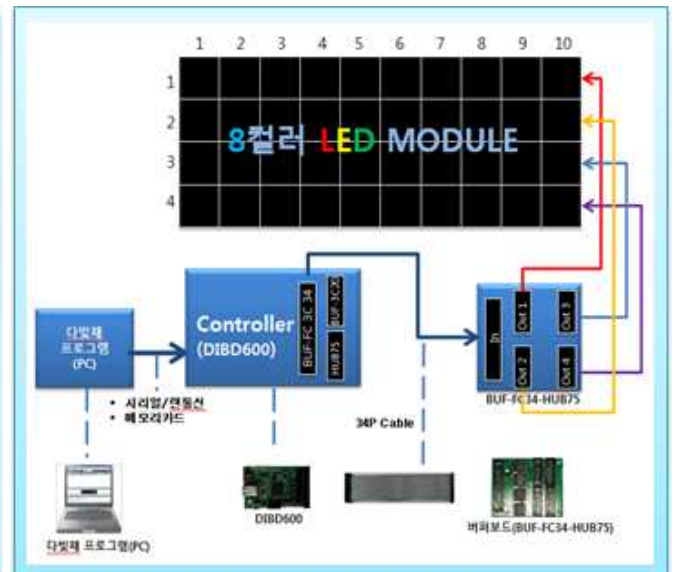 1 2 3 4 5 6 7 8 9 10
1
2
8컬러 LED MODULE
3
4
Controller
(DIBD600)
BUF-FC 3C 34
BUF-3C20
HUB75
다빛채
프로그램
(PC)
• 시리얼/랜통신
• 메모리카드
In
Out 1
Out 2
Out 3
Out 4
BUF-FC34-HUB75
34P Cable
다빛채 프로그램(PC)
DIBD600
버퍼보드(BUF-FC34-HUB75)